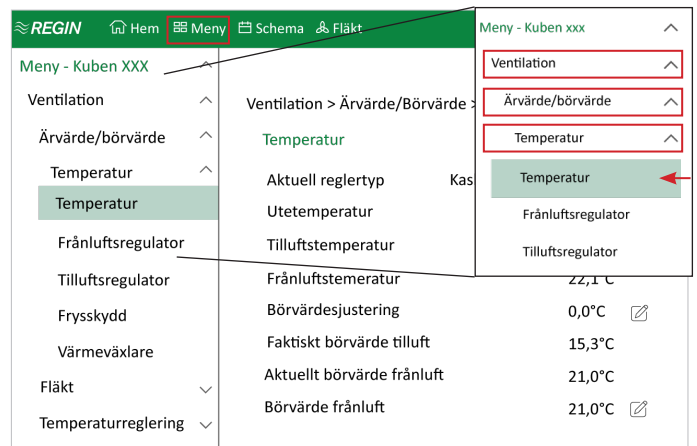 REGIN Hem Meny Schema Fläkt
Meny - Kuben XXX
Ventilation
Ärvärde/börvärde
Temperatur
Temperatur
Frånluftsregulator
Tilluftsregulator
Frysskydd
Värmeväxlare
Fläkt
Temperaturreglering
Ventilation > Ärvärde/Börvärde >
Temperatur
Aktuell reglertyp Kas
Utetemperatur
Tilluftstemperatur
Frånluftstemeratur 22,1°C
Börvärdesjustering 0,0°C
Faktiskt börvärde tilluft 15,3°C
Aktuellt börvärde frånluft 21,0°C
Börvärde frånluft 21,0°C
Meny - Kuben xxx
Ventilation
Ärvärde/börvärde
Temperatur
Temperatur
Frånluftsregulator
Tilluftsregulator